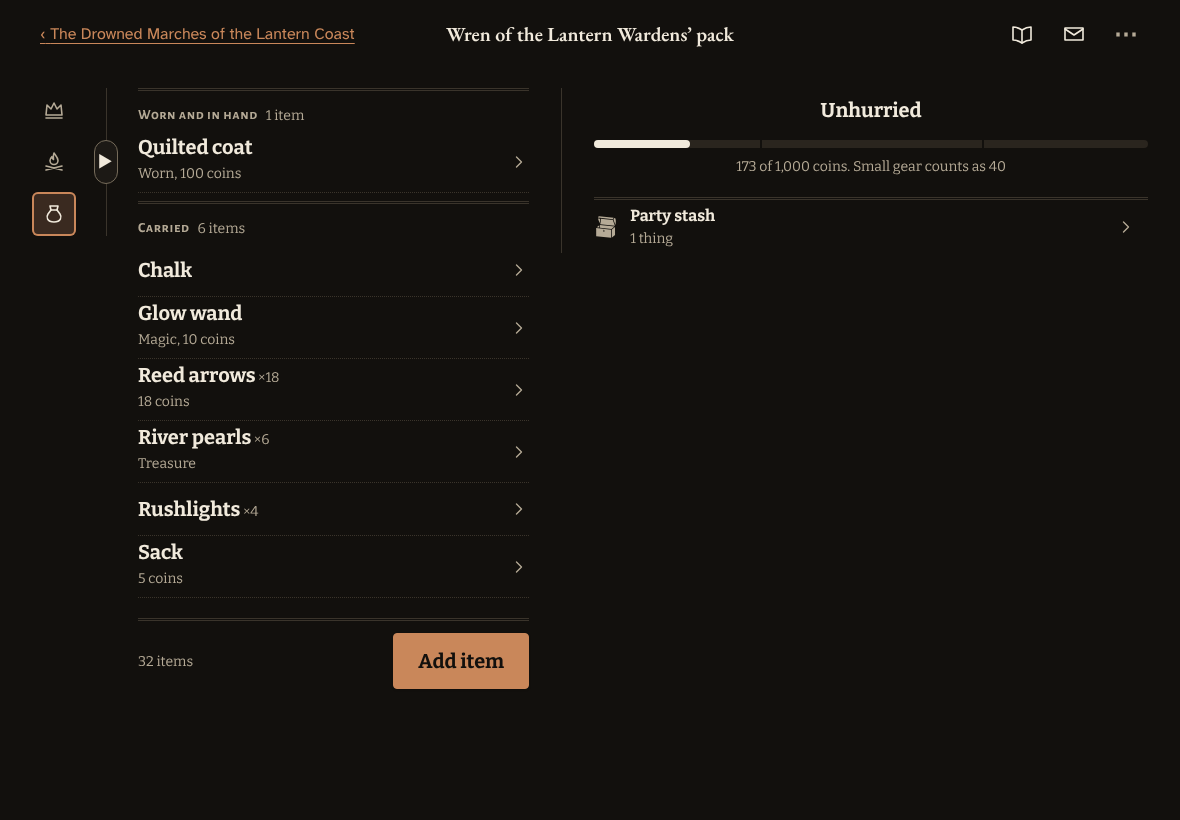 ‹ The Drowned Marches of the Lantern Coast
Wren of the Lantern Wardens’ pack
Worn and in hand 1 item
Quilted coat
Worn, 100 coins
Carried 6 items
Chalk
Glow wand
Magic, 10 coins
Reed arrows ×18
18 coins
River pearls ×6
Treasure
Rushlights ×4
Sack
5 coins
32 items
Add item
Unhurried
173 of 1,000 coins. Small gear counts as 40
Party stash
1 thing